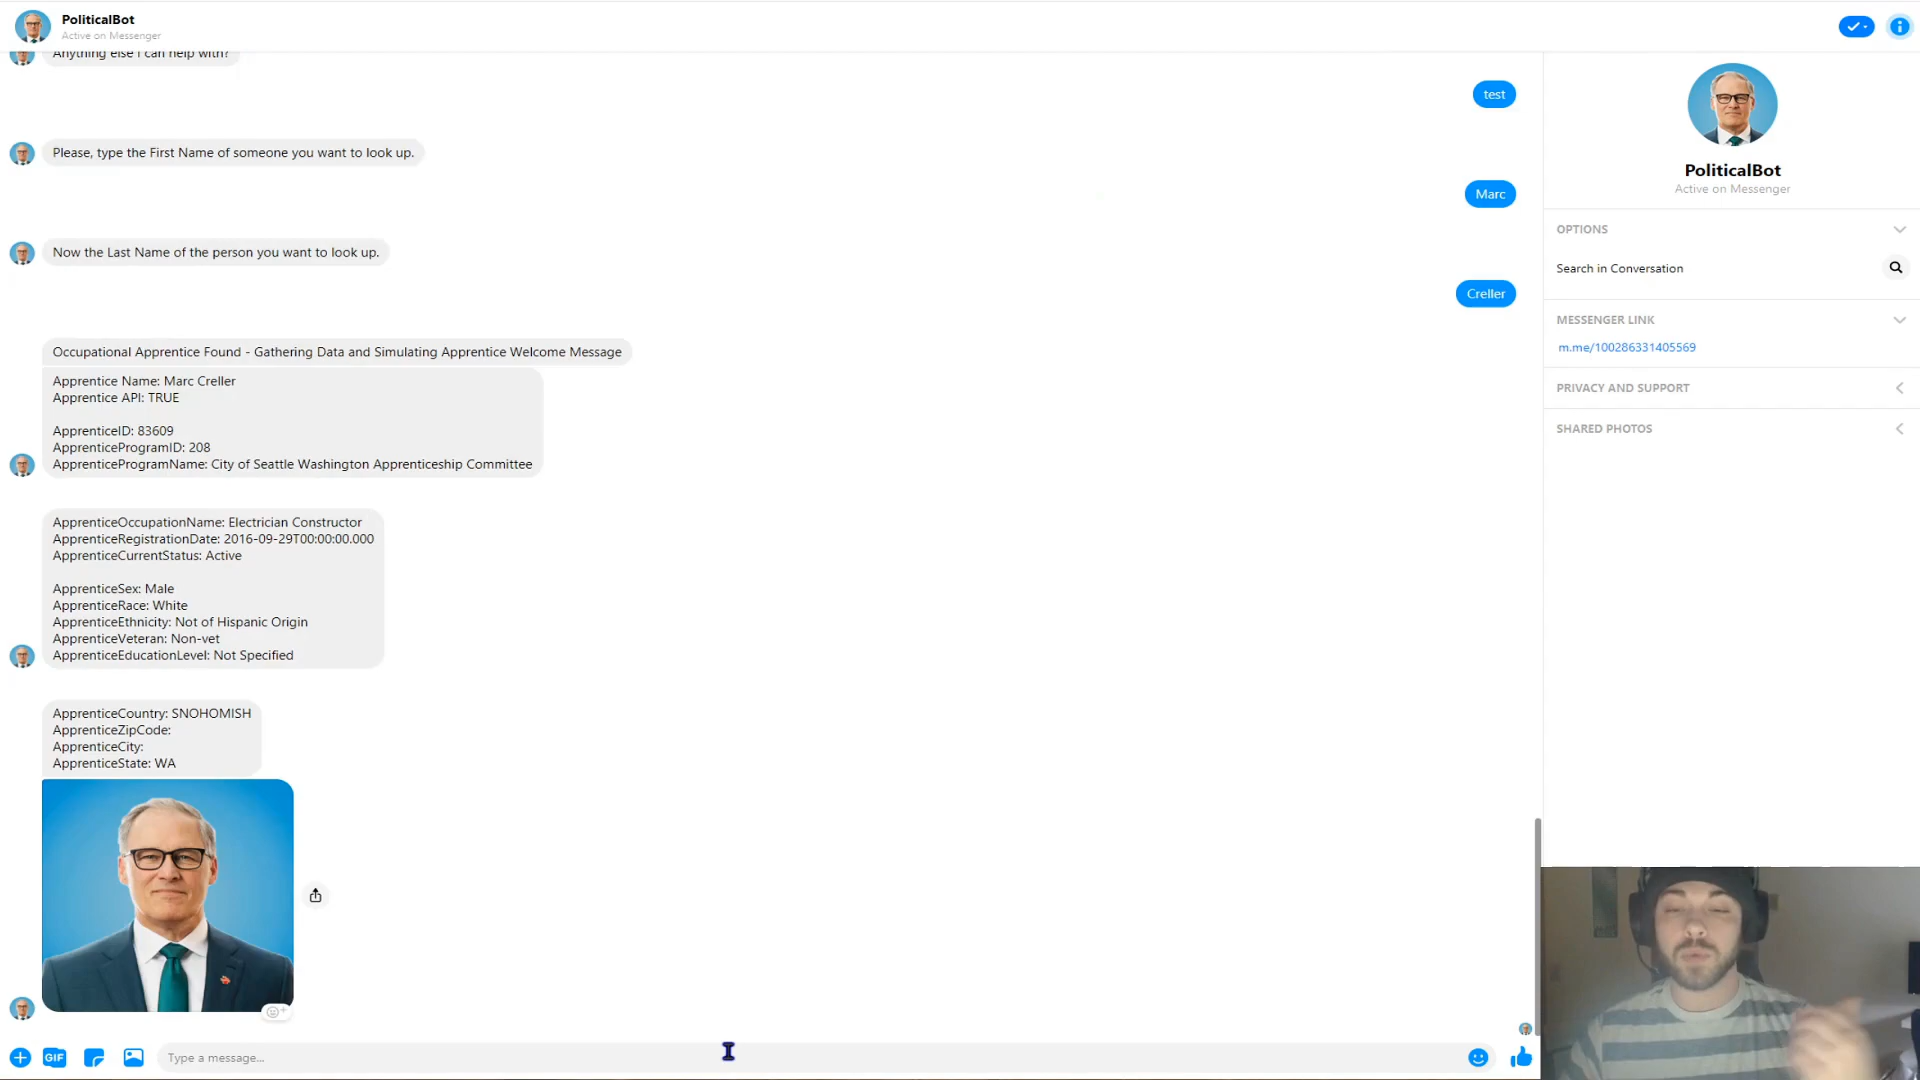 PoliticalBot
Active on Messenger
Anything else I can help with?
test
Please, type the First Name of someone you want to look up.
Marc
Now the Last Name of the person you want to look up.
Creller
Occupational Apprentice Found - Gathering Data and Simulating Apprentice Welcome Message
Apprentice Name: Marc Creller
Apprentice API: TRUE
ApprenticeID: 83609
ApprenticeProgramID: 208
ApprenticeProgramName: City of Seattle Washington Apprenticeship Committee
ApprenticeOccupationName: Electrician Constructor
ApprenticeRegistrationDate: 2016-09-29T00:00:00.000
ApprenticeCurrentStatus: Active
ApprenticeSex: Male
ApprenticeRace: White
ApprenticeEthnicity: Not of Hispanic Origin
ApprenticeVeteran: Non-vet
ApprenticeEducationLevel: Not Specified
ApprenticeCountry: SNOHOMISH
ApprenticeZipCode:
ApprenticeCity:
ApprenticeState: WA
GIF
Type a message...
PoliticalBot
Active on Messenger
OPTIONS
Search in Conversation
MESSENGER LINK
m.me/100286331405569
PRIVACY AND SUPPORT
SHARED PHOTOS